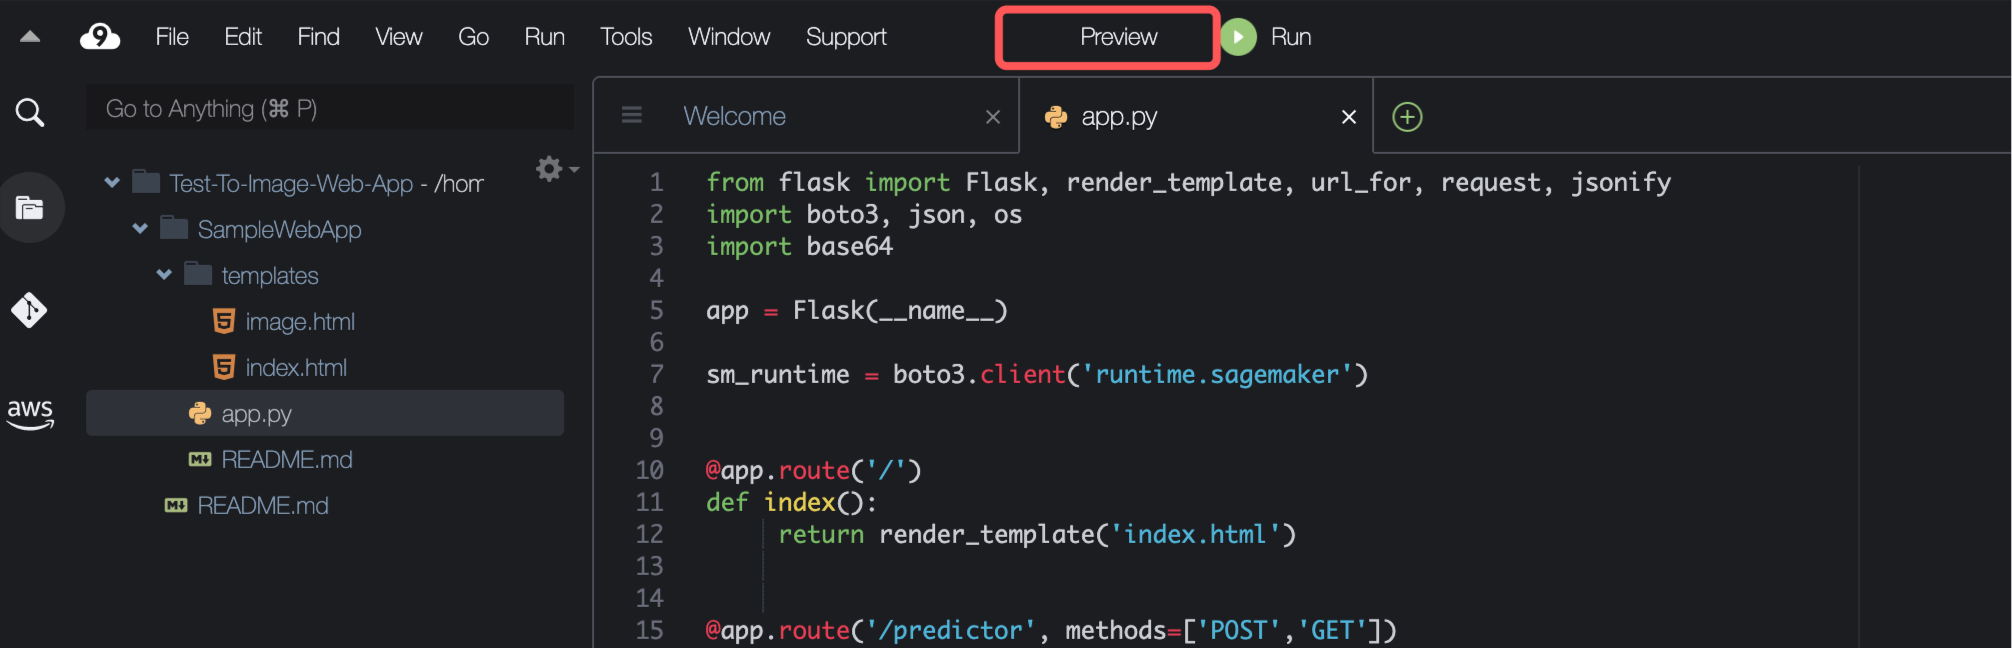 9 File Edit Find View Go Run Tools Window Support Preview Run
Go to Anything (⌘ P)
Welcome
app.py
Test-To-Image-Web-App - /hom
SampleWebApp
templates
image.html
index.html
app.py
README.md
README.md
aws
1 from flask import Flask, render_template, url_for, request, jsonify
2 import boto3, json, os
3 import base64
4
5 app = Flask(__name__)
6
7 sm_runtime = boto3.client('runtime.sagemaker')
8
9
10 @app.route('/')
11 def index():
12 return render_template('index.html')
13
14
15 @app.route('/predictor', methods=['POST','GET'])